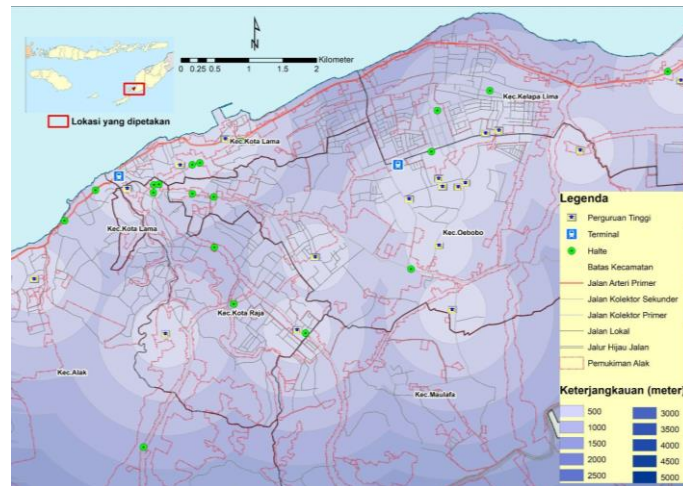 N
Kilometer
0 0.25 0.5 1 1.5 2
Lokasi yang dipetakan
Kec.Kelapa Lima
Kec.Kota Lama
Kec.Kota Lama
Kec.Oebobo
Kec.Kota Raja
Kec.Alak
Kec.Maulafa
Legenda
Perguruan Tinggi
Terminal
Halte
Batas Kecamatan
Jalan Arteri Primer
Jalan Kolektor Sekunder
Jalan Kolektor Primer
Jalan Lokal
Jalur Hijau Jalan
Pemukiman Alak
Keterjangkauan (meter)
500 3000
1000 3500
1500 4000
2000 4500
2500 5000